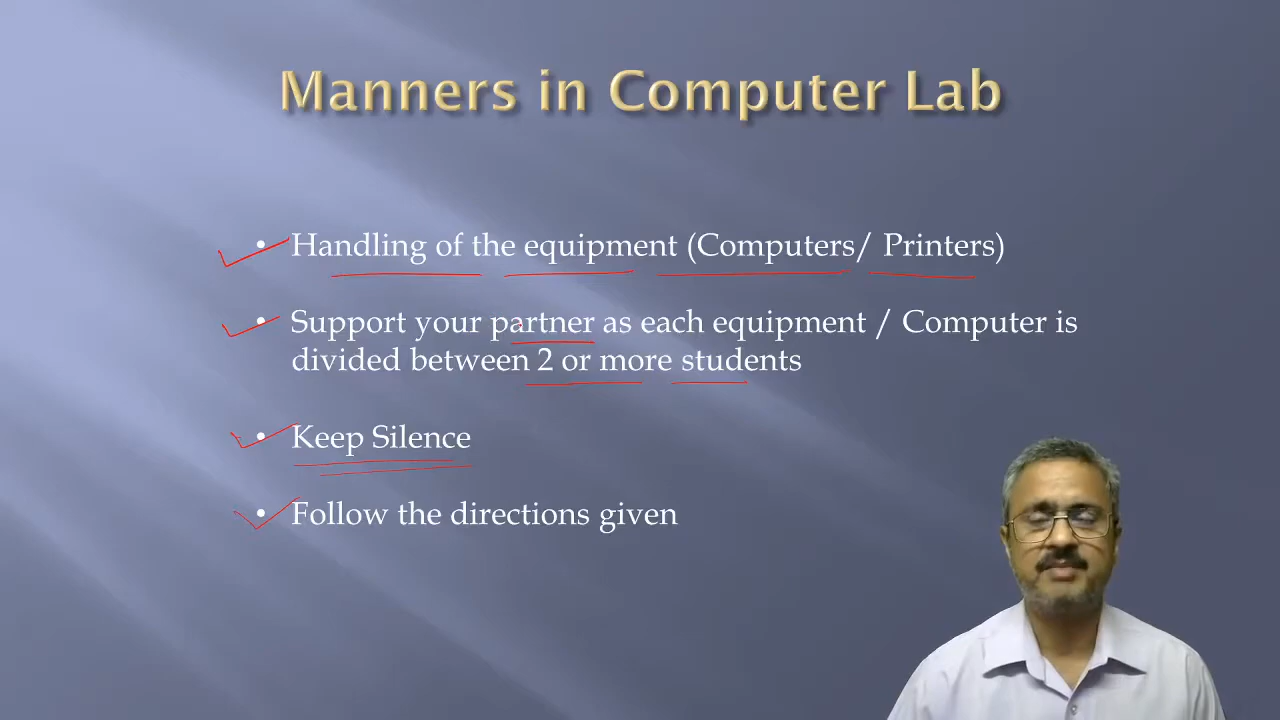 Manners in Computer Lab
• Handling of the equipment (Computers/ Printers)
• Support your partner as each equipment / Computer is
divided between 2 or more students
• Keep Silence
• Follow the directions given